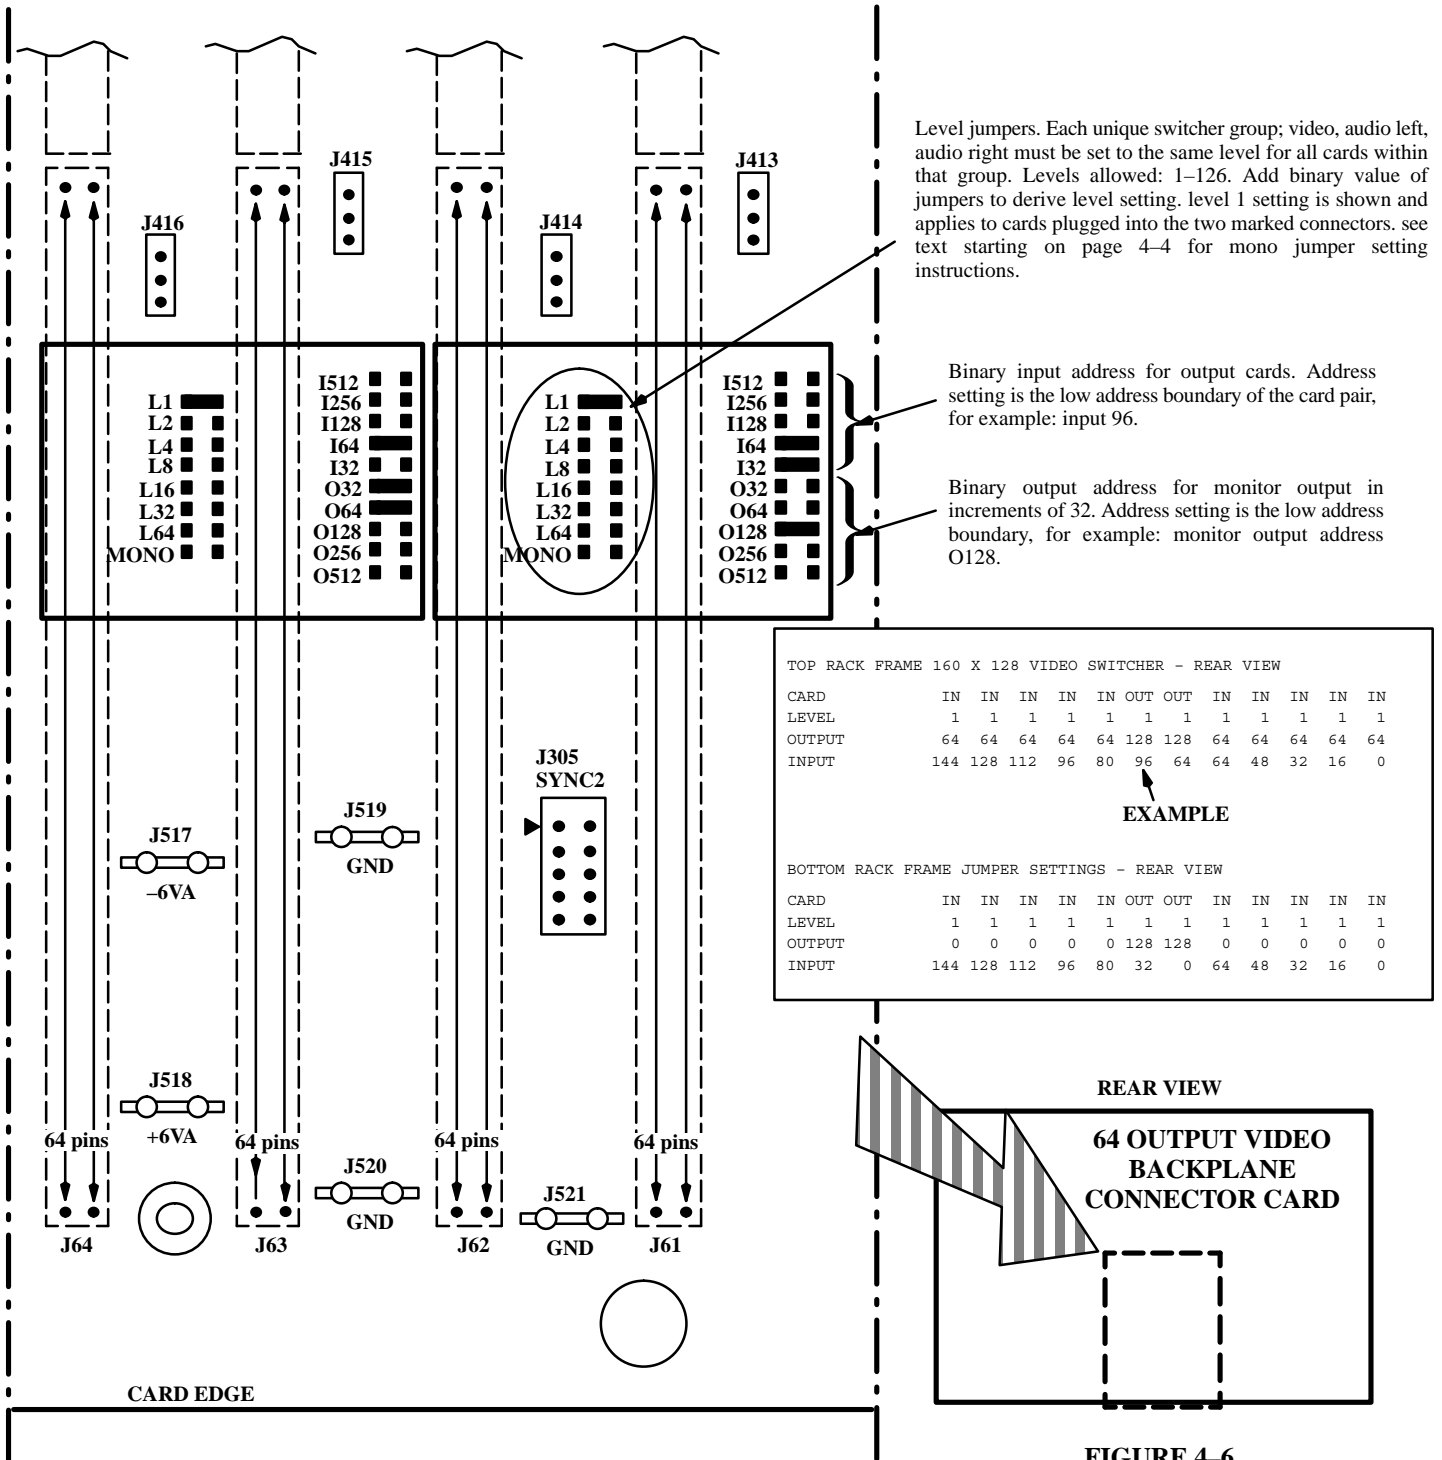 Level jumpers. Each unique switcher group; video, audio left,
audio right must be set to the same level for all cards within
that group. Levels allowed: 1–126. Add binary value of
jumpers to derive level setting. level 1 setting is shown and
applies to cards plugged into the two marked connectors. see
text starting on page 4–4 for mono jumper setting
instructions.
J415
J413
J416
J414
L1
L2
L4
L8
L16
L32
L64
MONO
I512
I256
I128
I64
I32
O32
O64
O128
O256
O512
L1
L2
L4
L8
L16
L32
L64
MONO
I512
I256
I128
I64
I32
O32
O64
O128
O256
O512
Binary input address for output cards. Address
setting is the low address boundary of the card pair,
for example: input 96.
Binary output address for monitor output in
increments of 32. Address setting is the low address
boundary, for example: monitor output address
O128.
TOP RACK FRAME 160 X 128 VIDEO SWITCHER – REAR VIEW
CARD IN IN IN IN IN OUT OUT IN IN IN IN IN
LEVEL 1 1 1 1 1 1 1 1 1 1 1 1
OUTPUT 64 64 64 64 64 128 128 64 64 64 64 64
INPUT 144 128 112 96 80 96 64 64 48 32 16 0
EXAMPLE
BOTTOM RACK FRAME JUMPER SETTINGS – REAR VIEW
CARD IN IN IN IN IN OUT OUT IN IN IN IN IN
LEVEL 1 1 1 1 1 1 1 1 1 1 1 1
OUTPUT 0 0 0 0 0 128 128 0 0 0 0 0
INPUT 144 128 112 96 80 32 0 64 48 32 16 0
J305
SYNC2
J519
GND
J517
–6VA
J518
+6VA
64 pins
64 pins
64 pins
64 pins
J520
GND
J521
GND
J64
J63
J62
J61
CARD EDGE
REAR VIEW
64 OUTPUT VIDEO
BACKPLANE
CONNECTOR CARD
FIGURE 4–6